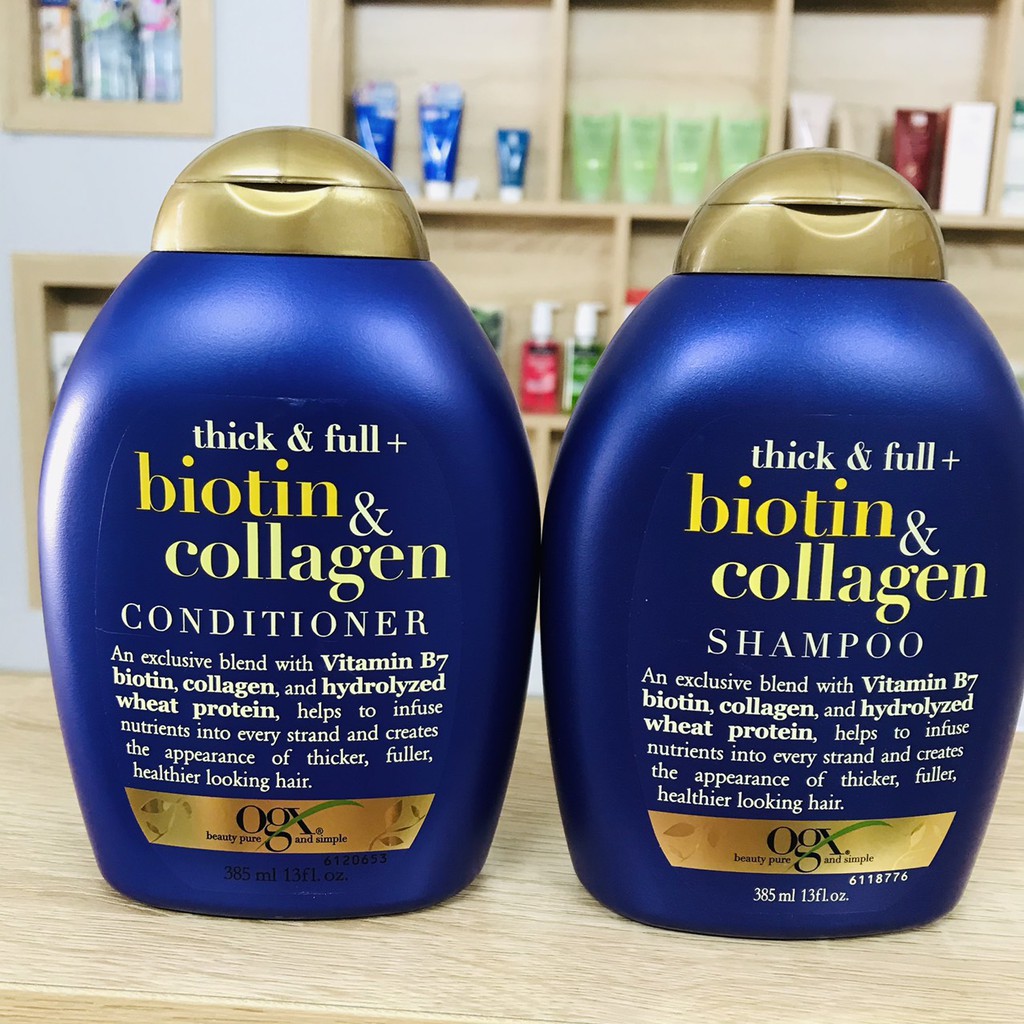 thick & full +
biotin
&
collagen
CONDITIONER
An exclusive blend with Vitamin B7
biotin, collagen, and hydrolyzed
wheat protein, helps to infuse
nutrients into every strand and creates
the appearance of thicker, fuller,
healthier looking hair.
ogx®
beauty pure and simple
6120653
385 ml 13fl. oz.
thick & full +
biotin
&
collagen
SHAMPOO
An exclusive blend with Vitamin B7
biotin, collagen, and hydrolyzed
wheat protein, helps to infuse
nutrients into every strand and creates
the appearance of thicker, fuller,
healthier looking hair.
ogx®
beauty pure and simple
6118776
385 ml 13fl. oz.